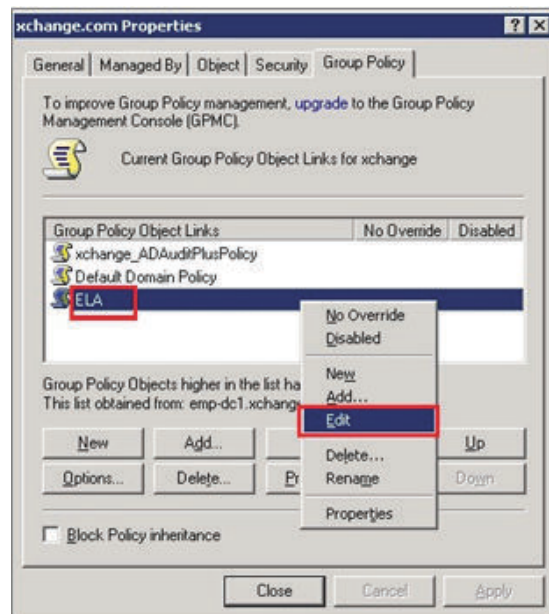 xchange.com Properties
General Managed By Object Security Group Policy
To improve Group Policy management, upgrade to the Group Policy
Management Console (GPMC).
Current Group Policy Object Links for xchange
Group Policy Object Links No Override Disabled
xchange_ADAuditPlusPolicy
Default Domain Policy
ELA
No Override
Disabled
New
Add...
Edit
Delete...
Rename
Properties
Group Policy Objects higher in the list ha
This list obtained from: emp-dc1.xchang
New Add... Up
Options... Delete... Pr Down
Block Policy inheritance
Close Cancel Apply